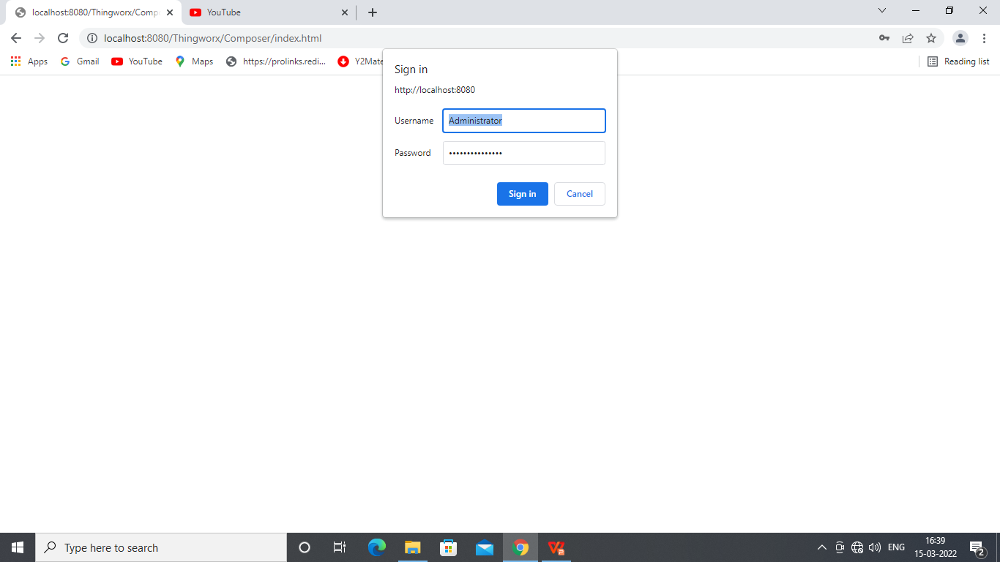 localhost:8080/Thingworx/Comp
YouTube
localhost:8080/Thingworx/Composer/index.html
Apps
Gmail
YouTube
Maps
https://prolinks.redi...
Y2Mate
Reading list
Sign in
http://localhost:8080
Username
Administrator
Password
•••••••••••••••
Sign in
Cancel
Type here to search
ENG
16:39
15-03-2022
2